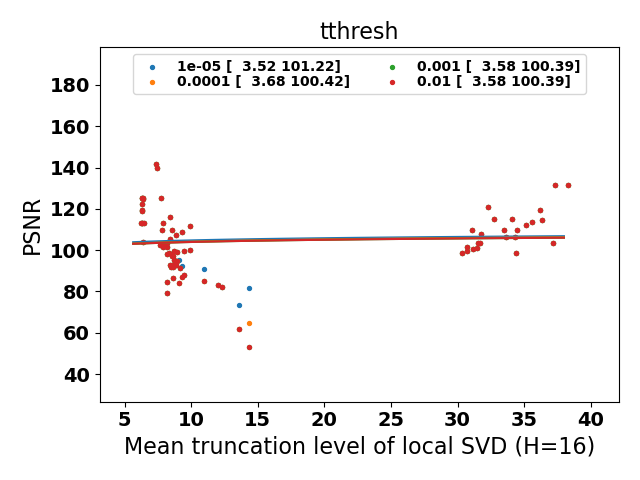 tthresh
1e-05 [  3.52 101.22]
0.0001 [  3.68 100.42]
0.001 [  3.58 100.39]
0.01 [  3.58 100.39]
180
160
140
120
100
80
60
40
PSNR
5 10 15 20 25 30 35 40
Mean truncation level of local SVD (H=16)